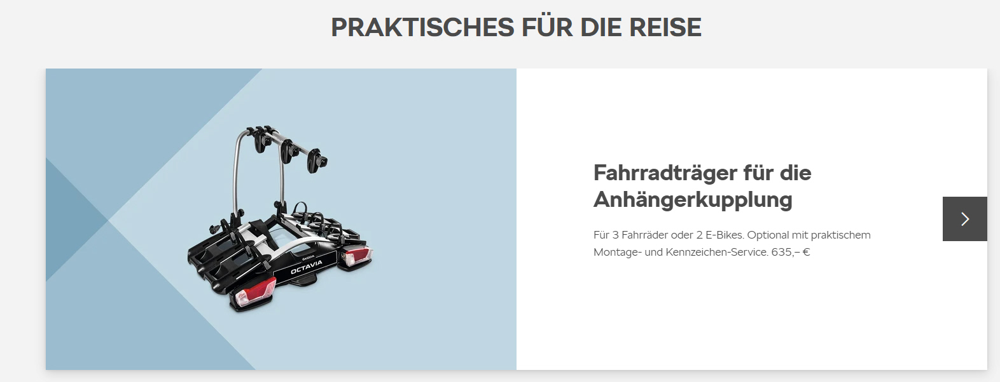 PRAKTISCHES FÜR DIE REISE
ŠKODA
OCTAVIA
Fahrradträger für die
Anhängerkupplung
Für 3 Fahrräder oder 2 E-Bikes. Optional mit praktischem
Montage- und Kennzeichen-Service. 635,– €